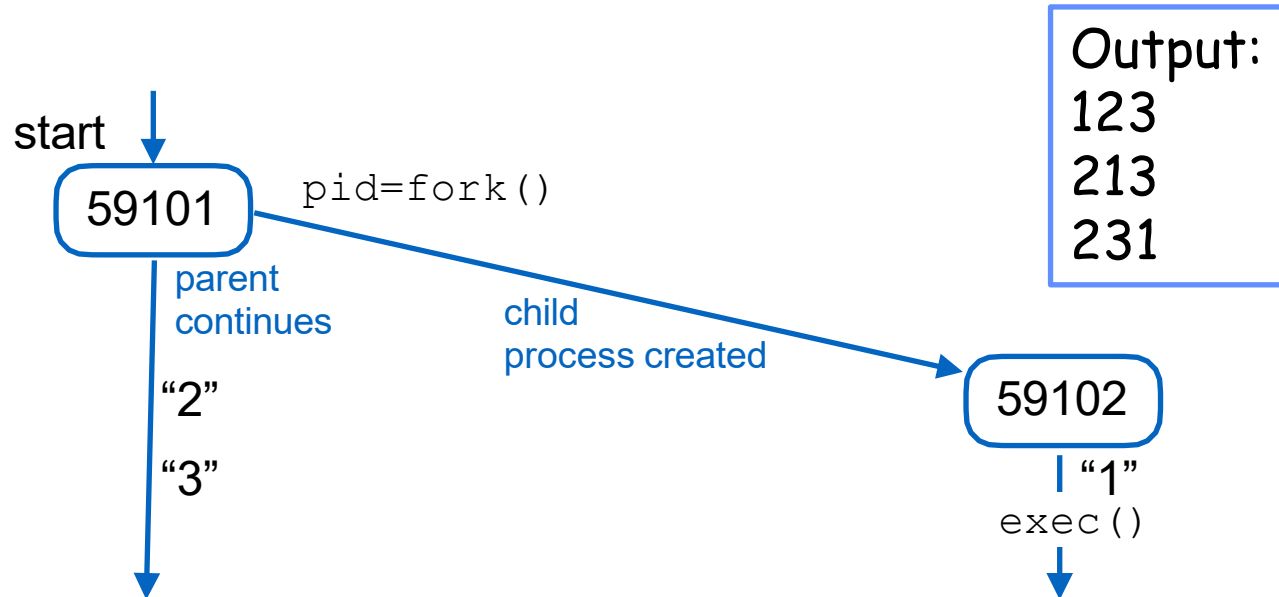 start
59101
pid=fork()
parent
continues
child
process created
“2”
“3”
59102
“1”
exec()
Output:
123
213
231